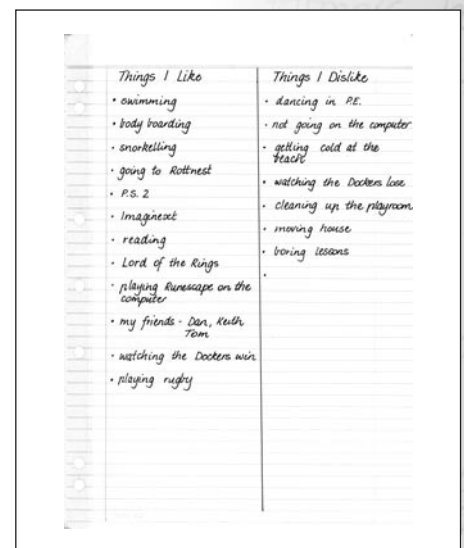 Things I Like
• swimming
• body boarding
• snorkelling
• going to Rottnest
• P.S. 2
• Imaginext
• reading
• Lord of the Rings
• playing Runescape on the
computer
• my friends - Dan, Keith
Tom
• watching the Dockers win
• playing rugby
Things I Dislike
• dancing in P.E.
• not going on the computer
• getting cold at the
beach
• watching the Dockers lose
• cleaning up the playroom
• moving house
• boring lessons
•